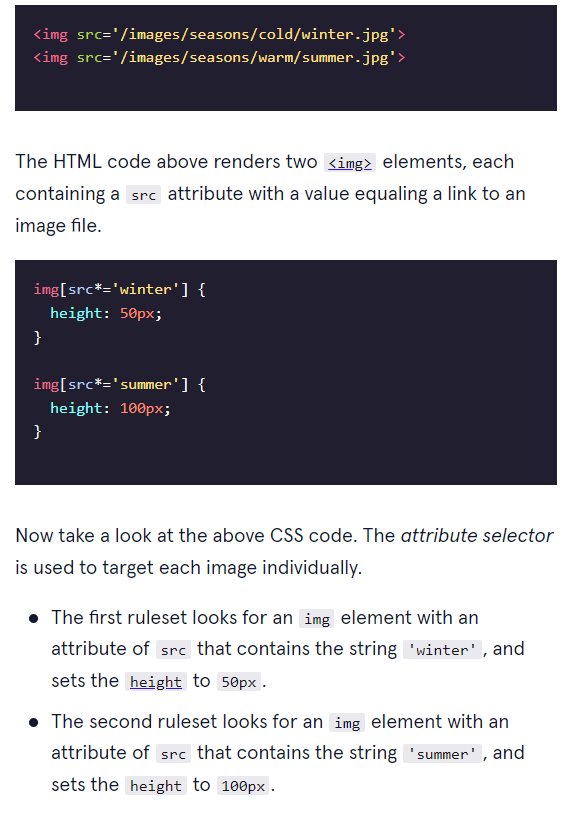 <img src='/images/seasons/cold/winter.jpg'>
<img src='/images/seasons/warm/summer.jpg'>
The HTML code above renders two <img> elements, each
containing a src attribute with a value equaling a link to an
image file.
img[src*='winter'] {
  height: 50px;
}
img[src*='summer'] {
  height: 100px;
}
Now take a look at the above CSS code. The attribute selector
is used to target each image individually.
● The first ruleset looks for an img element with an
attribute of src that contains the string 'winter', and
sets the height to 50px.
● The second ruleset looks for an img element with an
attribute of src that contains the string 'summer', and
sets the height to 100px.